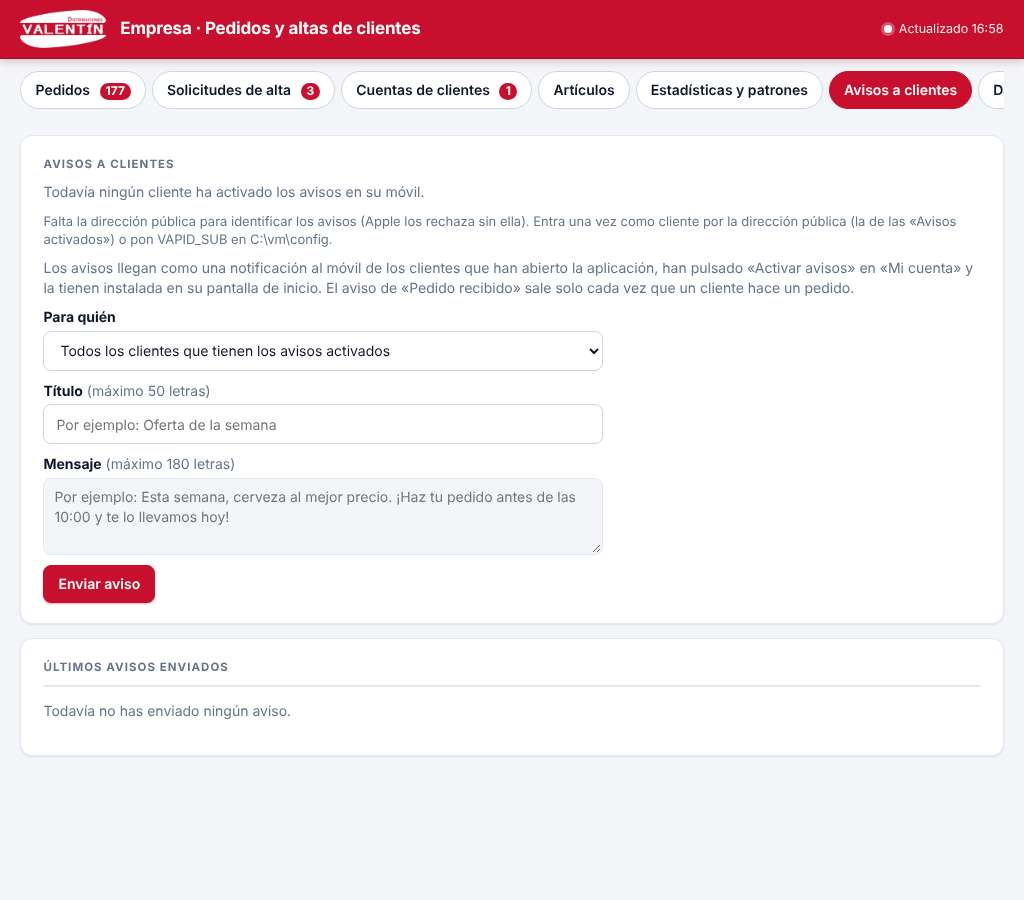 DISTRIBUCIONES
VALENTÍN
Empresa · Pedidos y altas de clientes
Actualizado 16:58
Pedidos 177
Solicitudes de alta 3
Cuentas de clientes 1
Artículos
Estadísticas y patrones
Avisos a clientes
D
AVISOS A CLIENTES
Todavía ningún cliente ha activado los avisos en su móvil.
Falta la dirección pública para identificar los avisos (Apple los rechaza sin ella). Entra una vez como cliente por la dirección pública (la de las «Avisos
activados») o pon VAPID_SUB en C:\vm\config.
Los avisos llegan como una notificación al móvil de los clientes que han abierto la aplicación, han pulsado «Activar avisos» en «Mi cuenta» y
la tienen instalada en su pantalla de inicio. El aviso de «Pedido recibido» sale solo cada vez que un cliente hace un pedido.
Para quién
Todos los clientes que tienen los avisos activados
Título (máximo 50 letras)
Por ejemplo: Oferta de la semana
Mensaje (máximo 180 letras)
Por ejemplo: Esta semana, cerveza al mejor precio. ¡Haz tu pedido antes de las
10:00 y te lo llevamos hoy!
Enviar aviso
ÚLTIMOS AVISOS ENVIADOS
Todavía no has enviado ningún aviso.